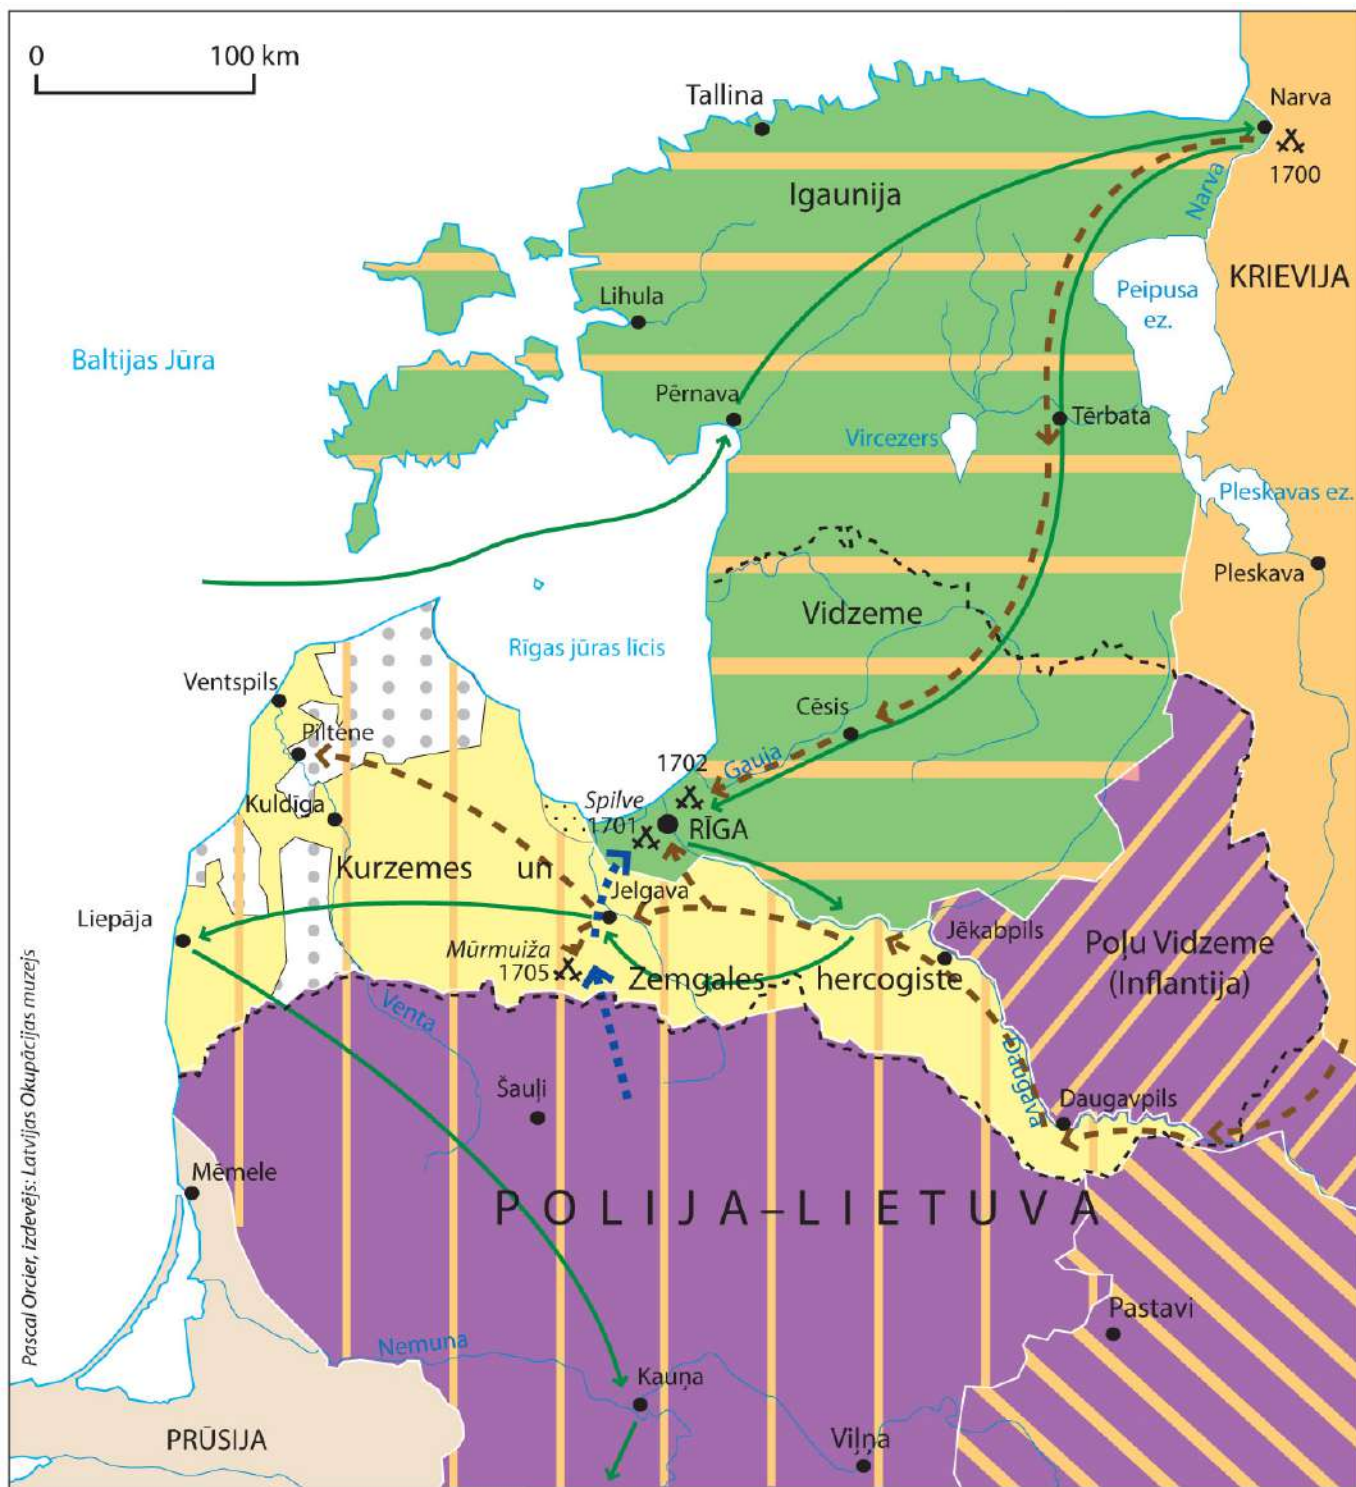 0 100 km
Tallina
Narva
1700
Narva
Igaunija
KRIEVIJA
Peipusa
ez.
Lihula
Baltijas Jūra
Pērnava
Tērbata
Vircezers
Pleskavas ez.
Pleskava
Vidzeme
Rīgas jūras līcis
Ventspils
Cēsis
Piltene
Gauja
1702
Spilve
Kuldīga
1701
RĪGA
Kurzemes un
Jelgava
Liepāja
Jēkabpils
Mūrmuiža
1705
Poļu Vidzeme
(Inflantija)
Zemgales hercogiste
Venta
Daugava
Šauļi
Daugavpils
Mēmele
POLIJA–LIETUVA
Pastavi
Nemuna
Kauņa
PRŪSIJA
Viļņa
Pascal Orcier, izdevējs: Latvijas Okupācijas muzejs